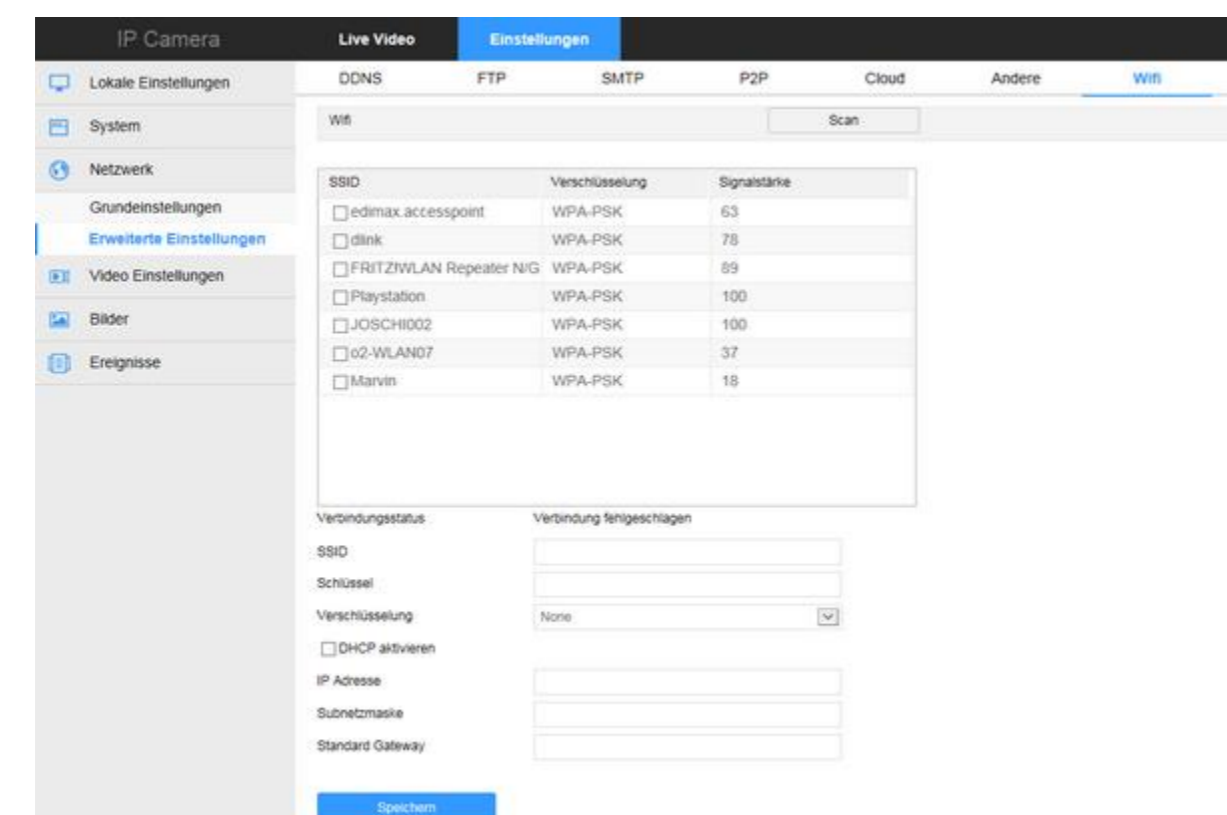 IP Camera
Live Video Einstellungen
Lokale Einstellungen
System
Netzwerk
Grundeinstellungen
Erweiterte Einstellungen
Video Einstellungen
Bilder
Ereignisse
DDNS FTP SMTP P2P Cloud Andere Wifi
Wifi Scan
SSID Verschlüsselung Signalstärke
edimax.accesspoint WPA-PSK 63
dlink WPA-PSK 78
FRITZ!WLAN Repeater N/G WPA-PSK 89
Playstation WPA-PSK 100
JOSCHI002 WPA-PSK 100
o2-WLAN07 WPA-PSK 37
Marvin WPA-PSK 18
Verbindungsstatus Verbindung fehlgeschlagen
SSID
Schlüssel
Verschlüsselung None
DHCP aktivieren
IP Adresse
Subnetzmaske
Standard Gateway
Speichern